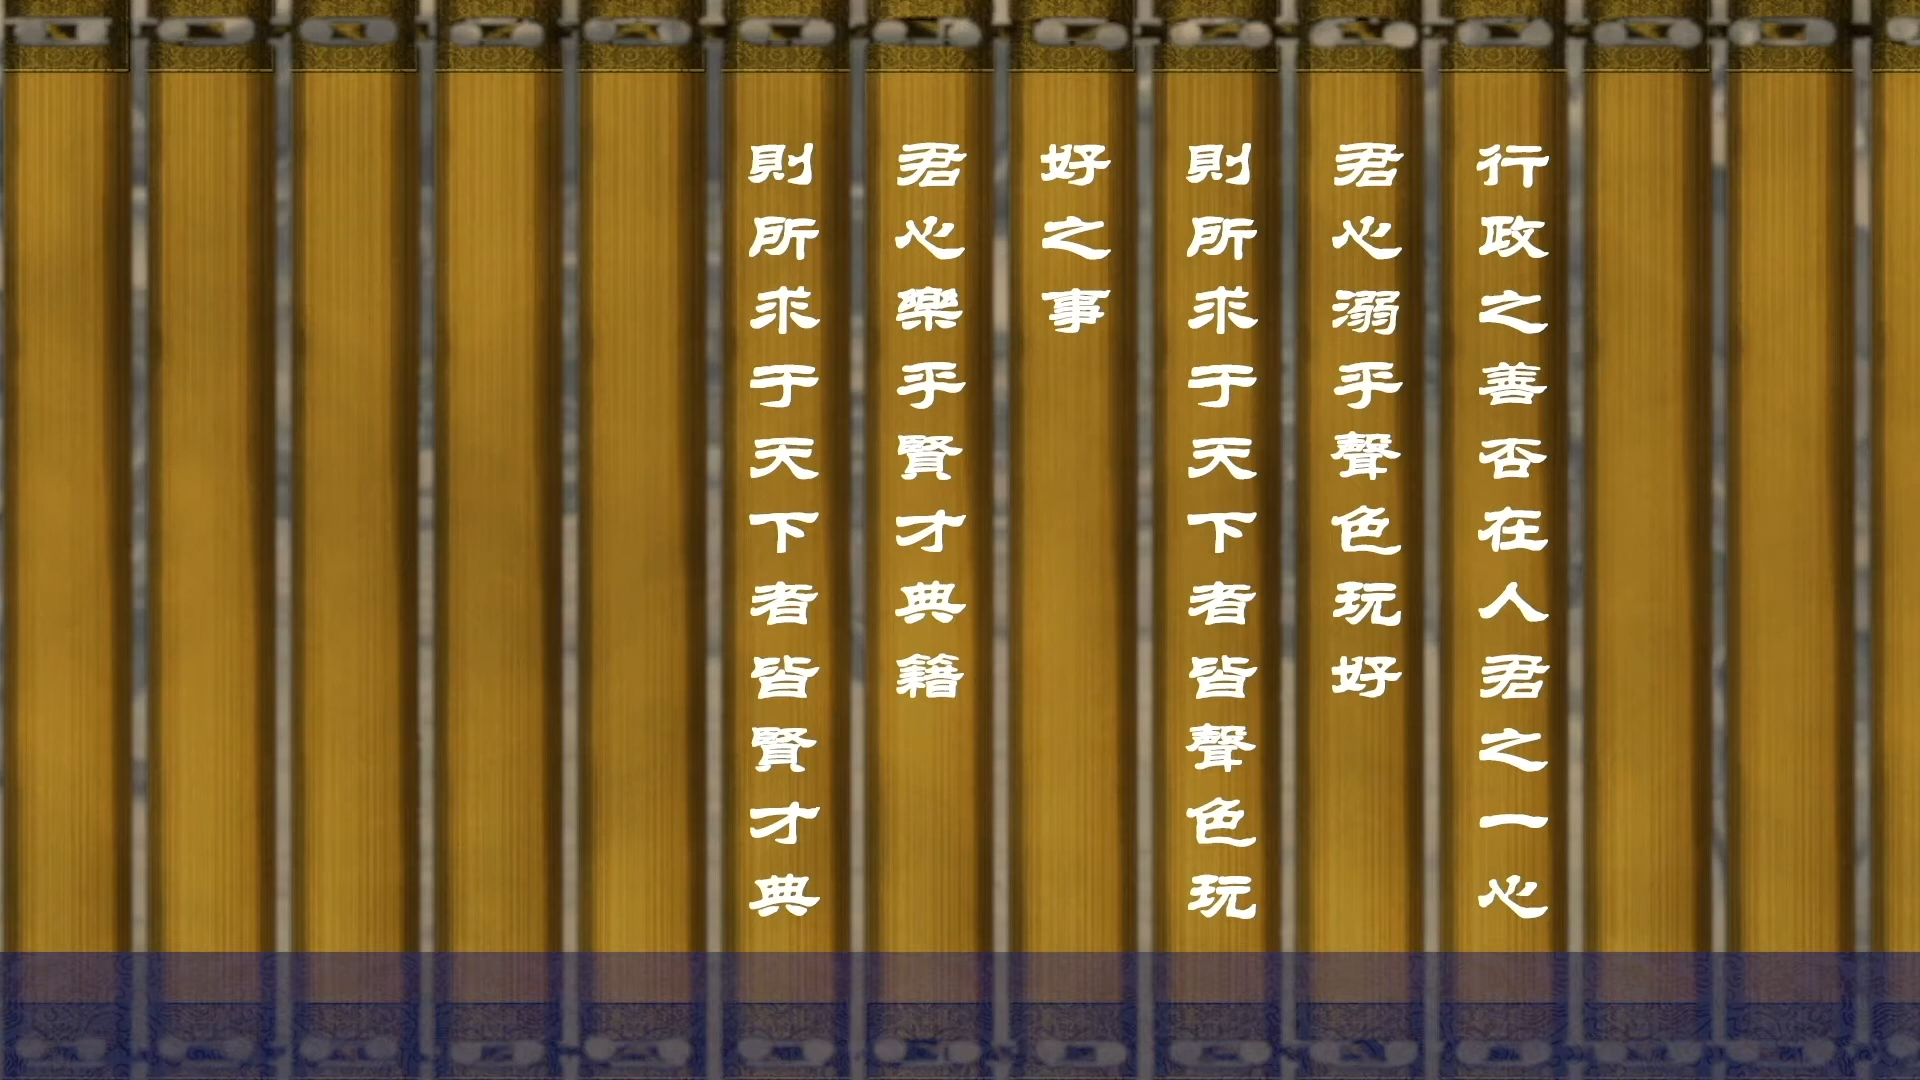 行政之善否在人君之一心
君心溺乎聲色玩好
則所求于天下者皆聲色玩
好之事
君心樂乎賢才典籍
則所求于天下者皆賢才典